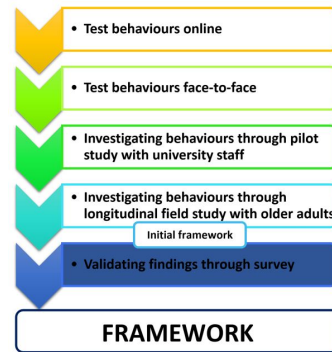 • Test behaviours online
• Test behaviours face-to-face
• Investigating behaviours through pilot
study with university staff
• Investigating behaviours through
longitudinal field study with older adults
Initial framework
• Validating findings through survey
FRAMEWORK